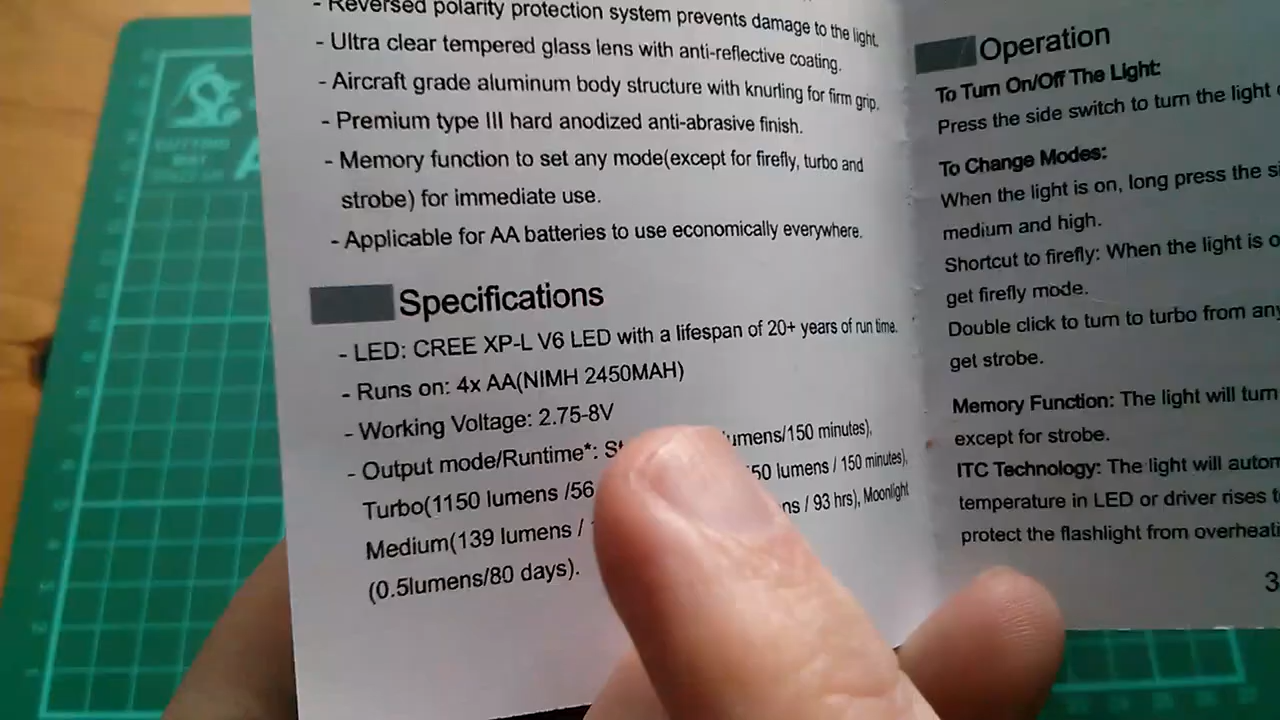 - Reversed polarity protection system prevents damage to the light.
- Ultra clear tempered glass lens with anti-reflective coating.
- Aircraft grade aluminum body structure with knurling for firm grip.
- Premium type III hard anodized anti-abrasive finish.
- Memory function to set any mode(except for firefly, turbo and
strobe) for immediate use.
- Applicable for AA batteries to use economically everywhere.
Specifications
- LED: CREE XP-L V6 LED with a lifespan of 20+ years of run time.
- Runs on: 4x AA(NIMH 2450MAH)
- Working Voltage: 2.75-8V
- Output mode/Runtime*: lumens/150 minutes),
Turbo(1150 lumens /56 50 lumens / 150 minutes),
Medium(139 lumens / / 93 hrs), Moonlight
(0.5lumens/80 days).
Operation
To Turn On/Off The Light:
Press the side switch to turn the light
To Change Modes:
When the light is on, long press the
medium and high.
Shortcut to firefly: When the light is
get firefly mode.
Double click to turn to turbo from any
get strobe.
Memory Function: The light will turn
except for strobe.
ITC Technology: The light will
temperature in LED or driver rises
protect the flashlight from
3